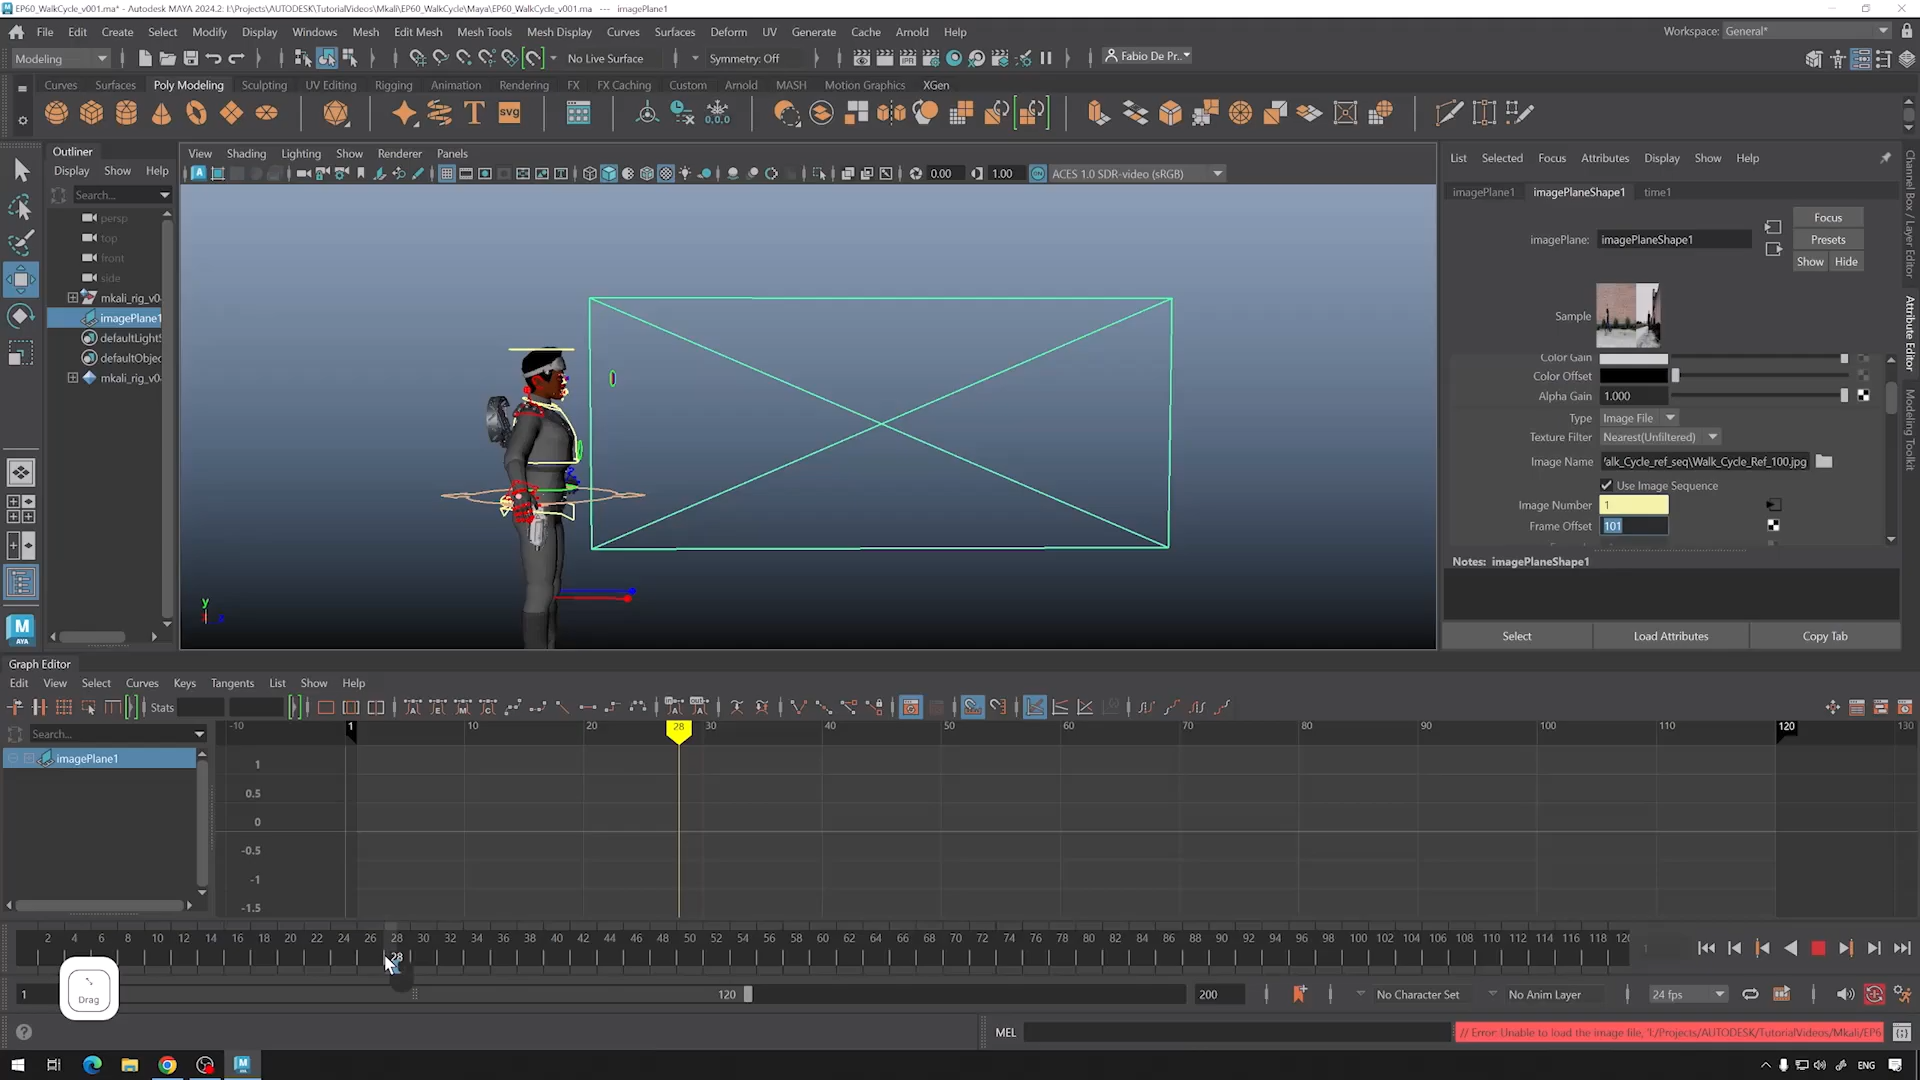 EP60_WalkCycle_v001.ma* - Autodesk MAYA 2024.2: I:\Projects\AUTODESK\TutorialVideos\Mkali\EP60_WalkCycle\Maya\EP60_WalkCycle_v001.ma --- imagePlane1
File Edit Create Select Modify Display Windows Mesh Edit Mesh Mesh Tools Mesh Display Curves Surfaces Deform UV Generate Cache Arnold Help
Workspace: General*
Modeling No Live Surface Symmetry: Off Fabio De Pr..
Curves Surfaces Poly Modeling Sculpting UV Editing Rigging Animation Rendering FX FX Caching Custom Arnold MASH Motion Graphics XGen
Outliner
Display Show Help
Search...
persp
top
front
side
mkali_rig_v0
imagePlane1
defaultLight
defaultObjec
mkali_rig_v0
View Shading Lighting Show Renderer Panels
0.00 1.00 ACES 1.0 SDR-video (sRGB)
y
List Selected Focus Attributes Display Show Help
imagePlane1 imagePlaneShape1 time1
Focus
imagePlane: imagePlaneShape1
Presets
Show Hide
Sample
Color Gain
Color Offset
Alpha Gain 1.000
Type Image File
Texture Filter Nearest(Unfiltered)
Image Name /alk_Cycle_ref_seq\Walk_Cycle_Ref_100.jpg
Use Image Sequence
Image Number 1
Frame Offset 101
Notes: imagePlaneShape1
Select Load Attributes Copy Tab
Channel Box / Layer Editor
Attribute Editor
Modeling Toolkit
MAYA
Graph Editor
Edit View Select Curves Keys Tangents List Show Help
Stats
Search...
imagePlane1
-10 1 10 20 28 30 40 50 60 70 80 90 100 110 120 130
1
0.5
0
-0.5
-1
-1.5
2 4 6 8 10 12 14 16 18 20 22 24 26 28 30 32 34 36 38 40 42 44 46 48 50 52 54 56 58 60 62 64 66 68 70 72 74 76 78 80 82 84 86 88 90 92 94 96 98 100 102 104 106 108 110 112 114 116 118 120
28
1
Drag
1 120 200 No Character Set No Anim Layer 24 fps
MEL // Error: Unable to load the image file, 'I:/Projects/AUTODESK/TutorialVideos/Mkali/EP6
ENG